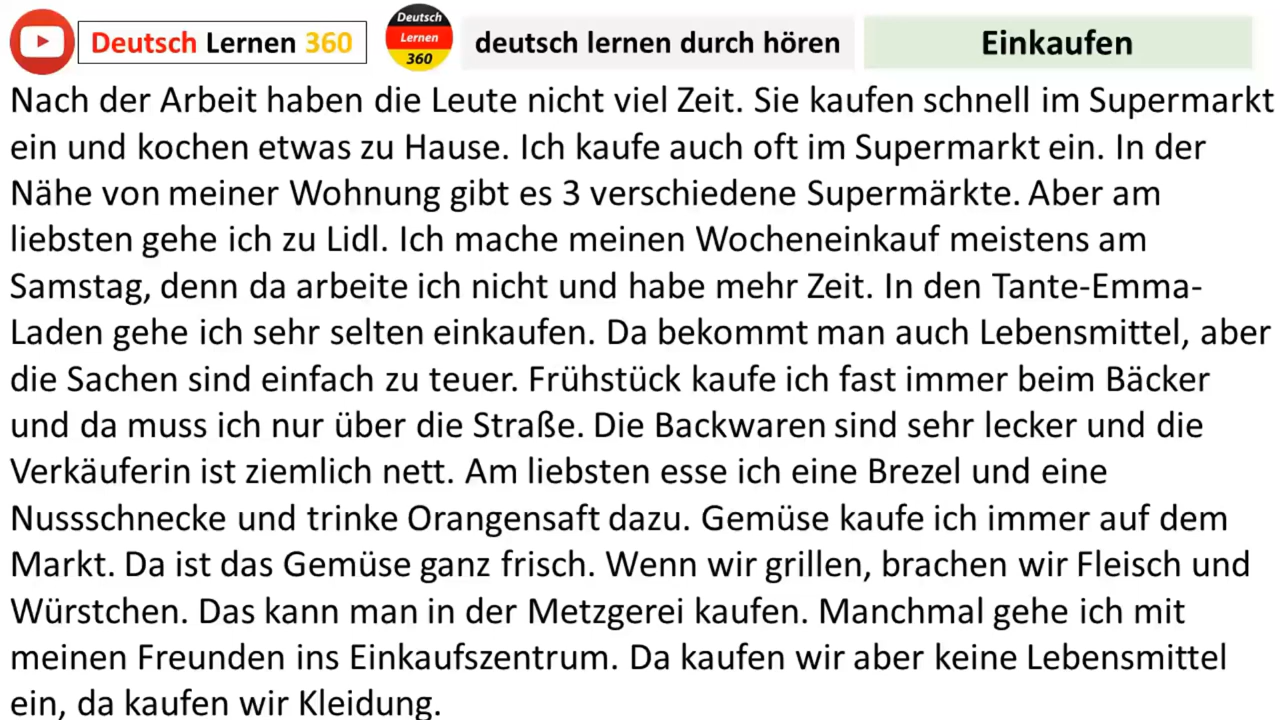 Deutsch Lernen 360
Deutsch
Lernen
360
deutsch lernen durch hören
Einkaufen
Nach der Arbeit haben die Leute nicht viel Zeit. Sie kaufen schnell im Supermarkt
ein und kochen etwas zu Hause. Ich kaufe auch oft im Supermarkt ein. In der
Nähe von meiner Wohnung gibt es 3 verschiedene Supermärkte. Aber am
liebsten gehe ich zu Lidl. Ich mache meinen Wocheneinkauf meistens am
Samstag, denn da arbeite ich nicht und habe mehr Zeit. In den Tante-Emma-
Laden gehe ich sehr selten einkaufen. Da bekommt man auch Lebensmittel, aber
die Sachen sind einfach zu teuer. Frühstück kaufe ich fast immer beim Bäcker
und da muss ich nur über die Straße. Die Backwaren sind sehr lecker und die
Verkäuferin ist ziemlich nett. Am liebsten esse ich eine Brezel und eine
Nussschnecke und trinke Orangensaft dazu. Gemüse kaufe ich immer auf dem
Markt. Da ist das Gemüse ganz frisch. Wenn wir grillen, brachen wir Fleisch und
Würstchen. Das kann man in der Metzgerei kaufen. Manchmal gehe ich mit
meinen Freunden ins Einkaufszentrum. Da kaufen wir aber keine Lebensmittel
ein, da kaufen wir Kleidung.